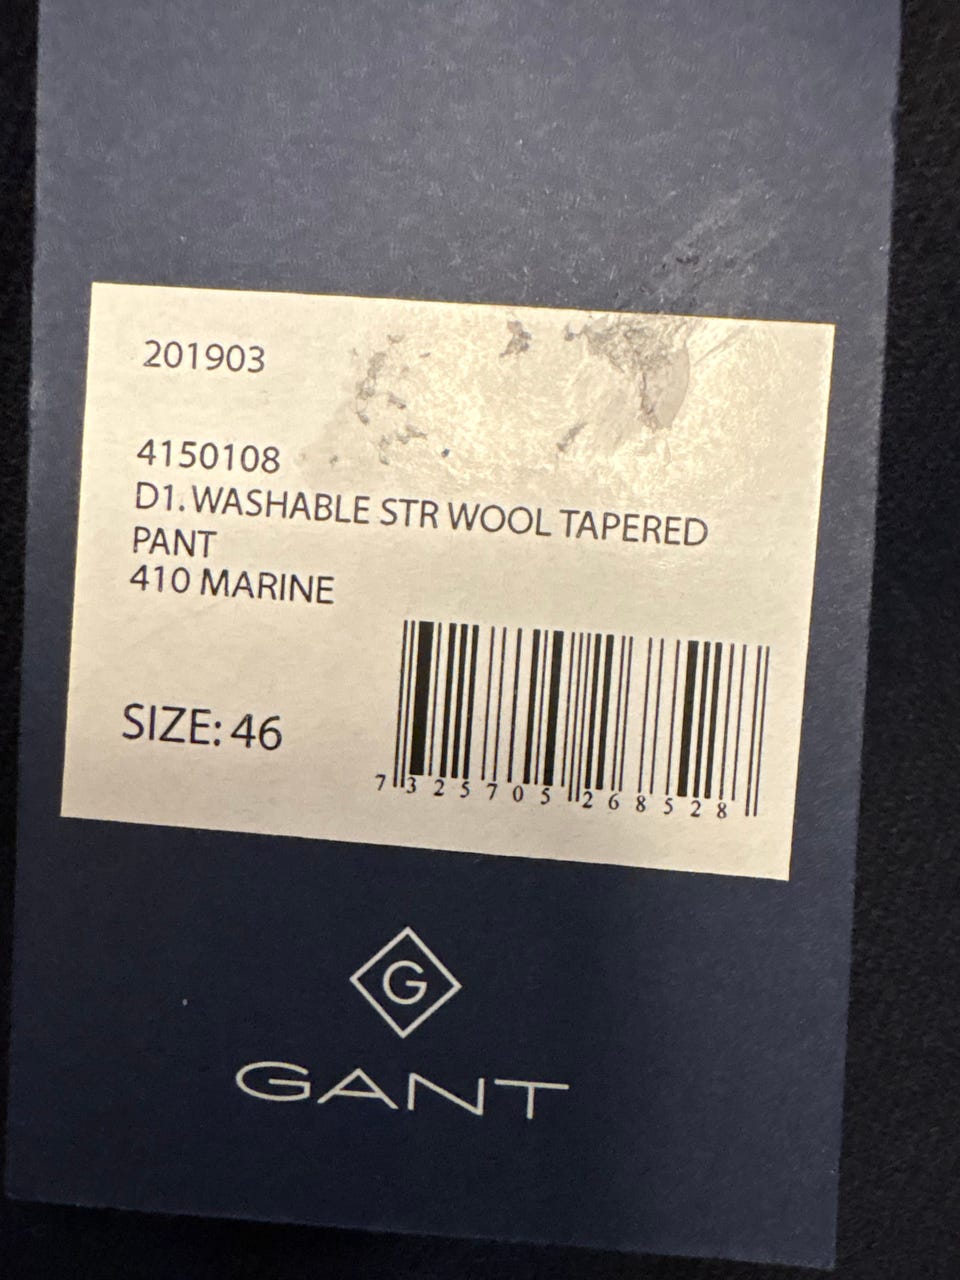 201903
4150108
D1. WASHABLE STR WOOL TAPERED
PANT
410 MARINE
SIZE: 46
7 325705 268528
G
GANT